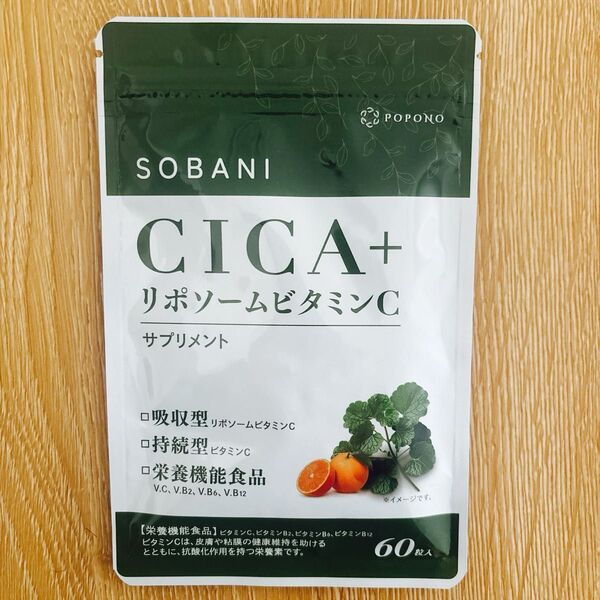 POPONO
SOBANI
CICA+
リポソームビタミンC
サプリメント
吸収型 リポソームビタミンC
持続型 ビタミンC
栄養機能食品
V.C、V.B2、V.B6、V.B12
※イメージです。
【栄養機能食品】ビタミンC、ビタミンB2、ビタミンB6、ビタミンB12
ビタミンCは、皮膚や粘膜の健康維持を助ける
とともに、抗酸化作用を持つ栄養素です。
60粒入